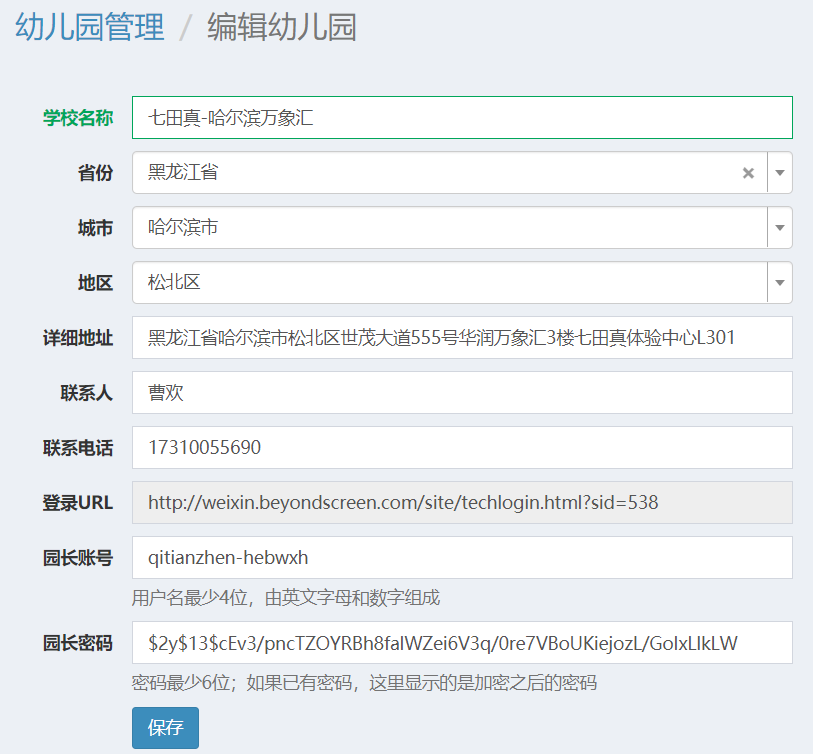 幼儿园管理 / 编辑幼儿园
学校名称 七田真-哈尔滨万象汇
省份 黑龙江省 ×
城市 哈尔滨市
地区 松北区
详细地址 黑龙江省哈尔滨市松北区世茂大道555号华润万象汇3楼七田真体验中心L301
联系人 曹欢
联系电话 17310055690
登录URL http://weixin.beyondscreen.com/site/techlogin.html?sid=538
园长账号 qitianzhen-hebwxh
用户名最少4位，由英文字母和数字组成
园长密码 $2y$13$cEv3/pncTZOYRBh8faIWZei6V3q/0re7VBoUKiejozL/GoIxLIkLW
密码最少6位；如果已有密码，这里显示的是加密之后的密码
保存